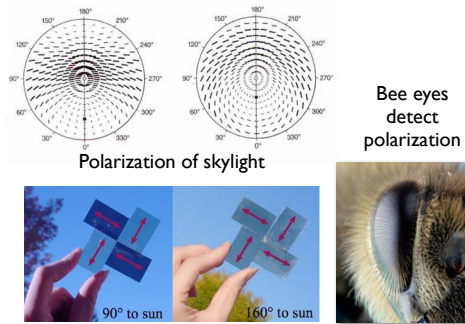 180° 180°
150° 210° 150° 210°
120° 240° 120° 240°
90° 270° 90° 270°
60° 300° 60° 300°
30° 330° 30° 330°
0° 0°
Polarization of skylight
Bee eyes
detect
polarization
90° to sun
160° to sun